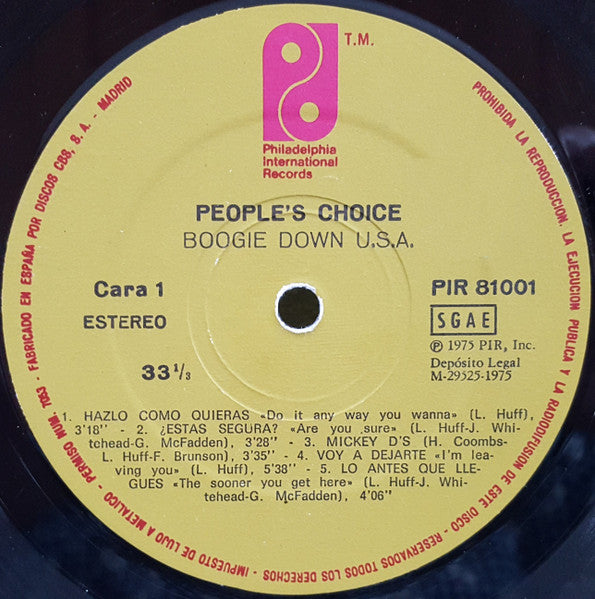 T.M.
Philadelphia
International
Records
PEOPLE'S CHOICE
BOOGIE DOWN U.S.A.
Cara 1
ESTEREO
33 1/3
PIR 81001
SGAE
Ⓟ 1975 PIR, Inc.
Depósito Legal
M-29525-1975
1. HAZLO COMO QUIERAS «Do it any way you wanna» (L. Huff),
3'18'' - 2. ¿ESTAS SEGURA? «Are you sure» (L. Huff-J. Whi-
tehead-G. McFadden), 3'28'' - 3. MICKEY D'S (H. Coombs-
L. Huff-F. Brunson), 3'35'' - 4. VOY A DEJARTE «I'm lea-
ving you» (L. Huff), 5'38'' - 5. LO ANTES QUE LLE-
GUES «The sooner you get here» (L. Huff-J. Whi-
tehead-G. McFadden), 4'06''
PROHIBIDA LA REPRODUCCION, LA EJECUCION PUBLICA Y LA RADIODIFUSION DE ESTE DISCO - RESERVADOS TODOS LOS DERECHOS - IMPUESTO DE LUJO A METALICO - PERMISO NUM. 7053 - FABRICADO EN ESPAÑA POR DISCOS CBS, S. A. - MADRID